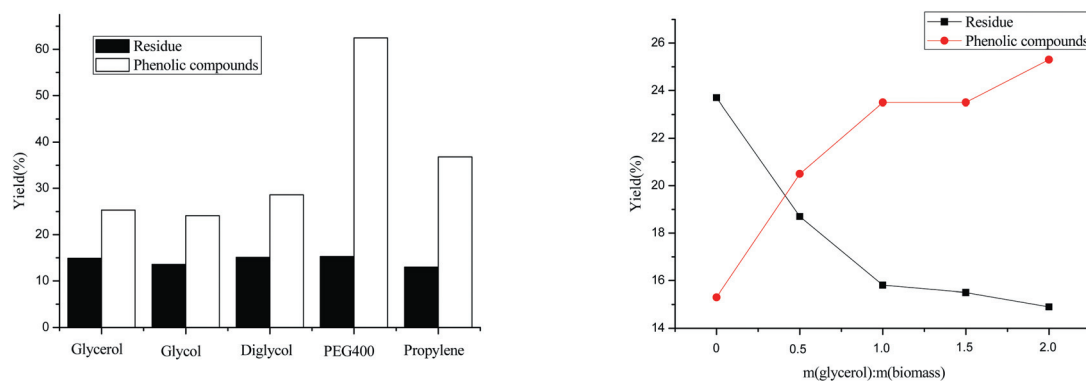 Residue
Phenolic compounds
Yield(%)
60
50
40
30
20
10
0
Glycerol Glycol Diglycol PEG400 Propylene
Residue
Phenolic compounds
Yield(%)
26
24
22
20
18
16
14
0 0.5 1.0 1.5 2.0
m(glycerol):m(biomass)